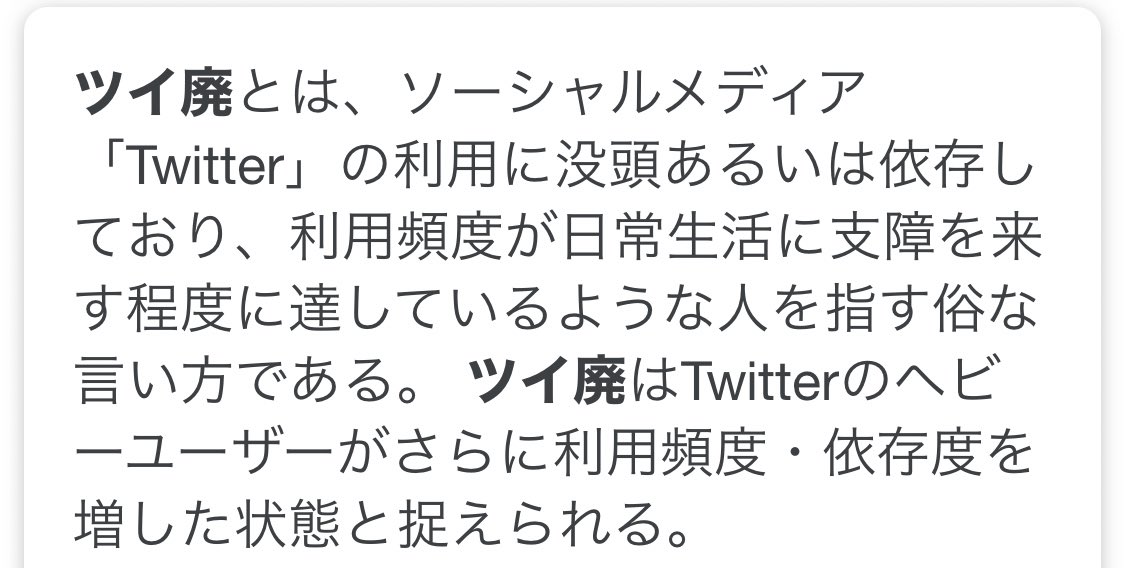 ツイ廃とは、ソーシャルメディア
「Twitter」の利用に没頭あるいは依存し
ており、利用頻度が日常生活に支障を来
す程度に達しているような人を指す俗な
言い方である。 ツイ廃はTwitterのヘビ
ーユーザーがさらに利用頻度・依存度を
増した状態と捉えられる。